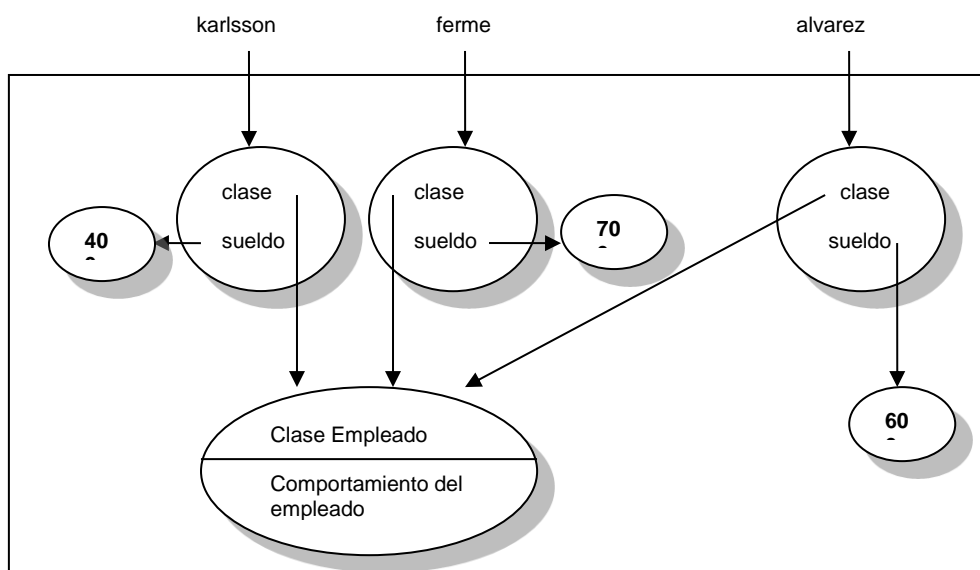 karlsson ferme alvarez
clase clase clase
sueldo sueldo sueldo
40
70
Clase Empleado
60
Comportamiento del
empleado